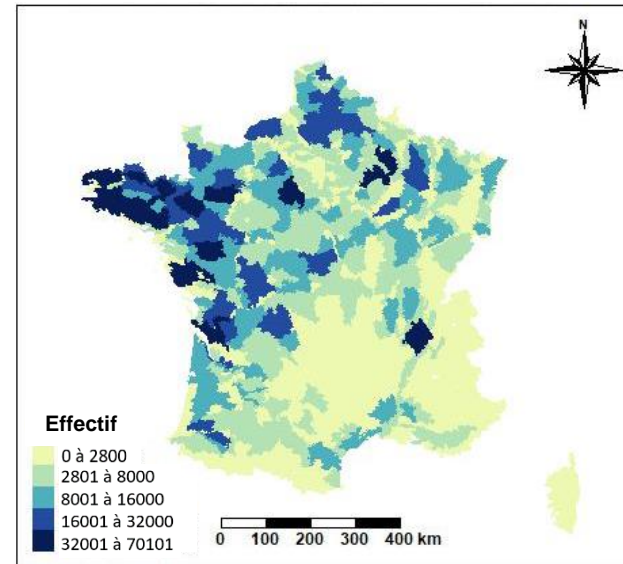 N
Effectif
0 à 2800
2801 à 8000
8001 à 16000
16001 à 32000
32001 à 70101
0 100 200 300 400 km